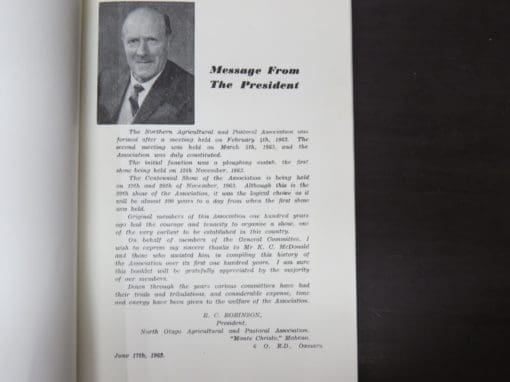 Message From
The President
The Northern Agricultural and Pastoral Association was
formed after a meeting held on February 5th, 1863. The
second meeting was held on March 5th, 1863, and the
Association was duly constituted.
The initial function was a ploughing match, the first
show being held on 25th November, 1863.
The Centennial Show of the Association is being held
on 19th and 20th of November, 1963. Although this is the
99th show of the Association, it was the logical choice as it
will be almost 100 years to a day from when the first show
was held.
Original members of this Association one hundred years
ago had the courage and tenacity to organise a show, one
of the very earliest to be established in this country.
On behalf of members of the General Committee, I
wish to express my sincere thanks to Mr K. C. McDonald
and those who assisted him in compiling this history of
the Association over its first one hundred years. I am sure
this booklet will be gratefully appreciated by the majority
of our members.
Down through the years various committees have had
their trials and tribulations, and considerable expense, time
and energy have been given to the welfare of the Association.
R. C. ROBINSON,
President,
North Otago Agricultural and Pastoral Association.
"Monte Christo," Maheno,
O. R.D., Oamaru
June 17th, 1963.